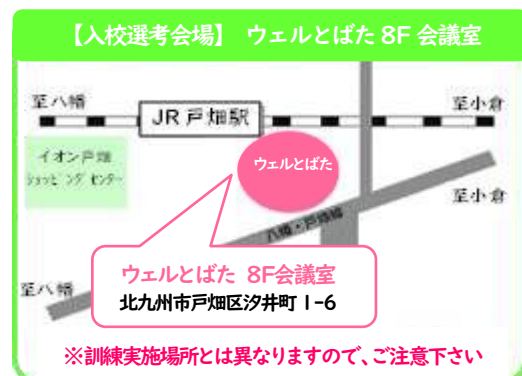 【入校選考会場】 ウェルとばた 8F 会議室
至八幡
JR 戸畑駅
至小倉
イオン戸畑
ショッピングセンター
ウェルとばた
至小倉
八幡・戸畑線
ウェルとばた 8F会議室
北九州市戸畑区汐井町 1-6
至八幡
※訓練実施場所とは異なりますので、ご注意下さい